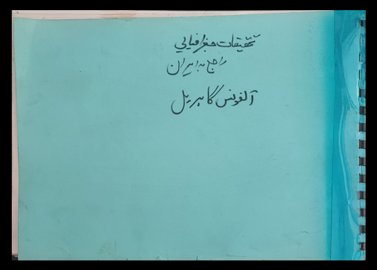 تحقیقات جغرافیایی
راجع به ایران
آلفونس گابریل